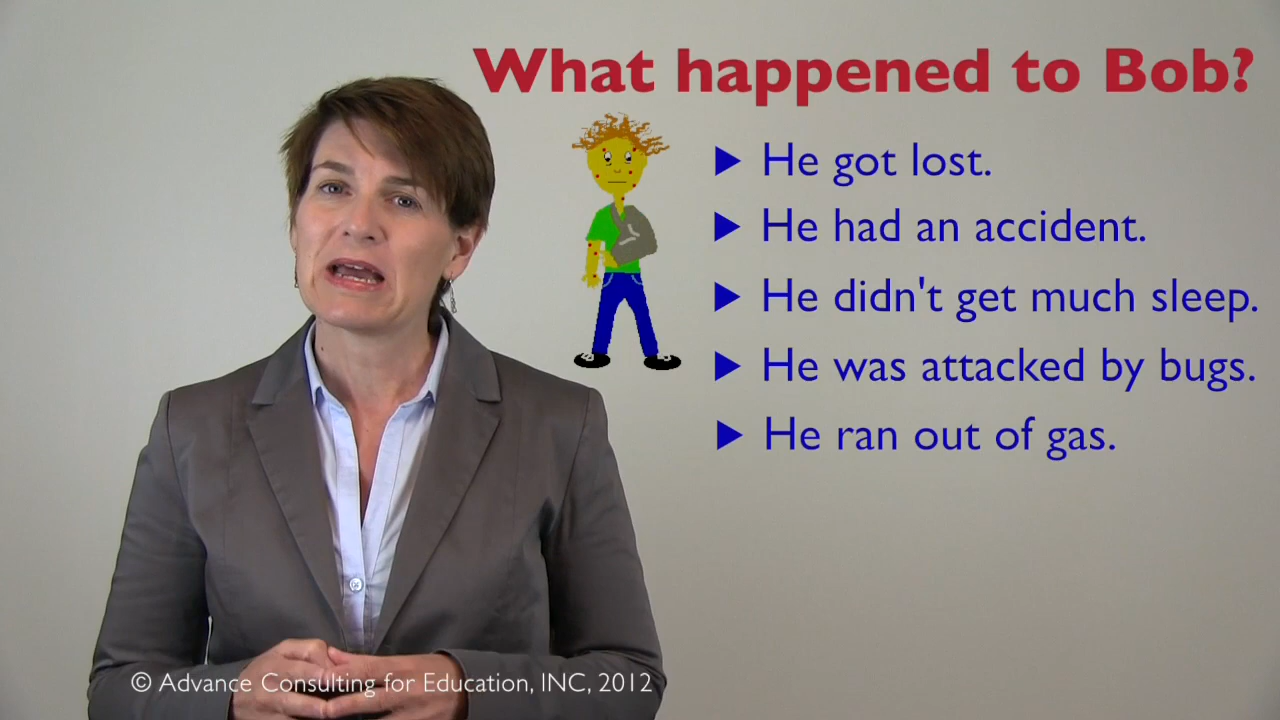 What happened to Bob?
▶ He got lost.
▶ He had an accident.
▶ He didn't get much sleep.
▶ He was attacked by bugs.
▶ He ran out of gas.
© Advance Consulting for Education, INC, 2012